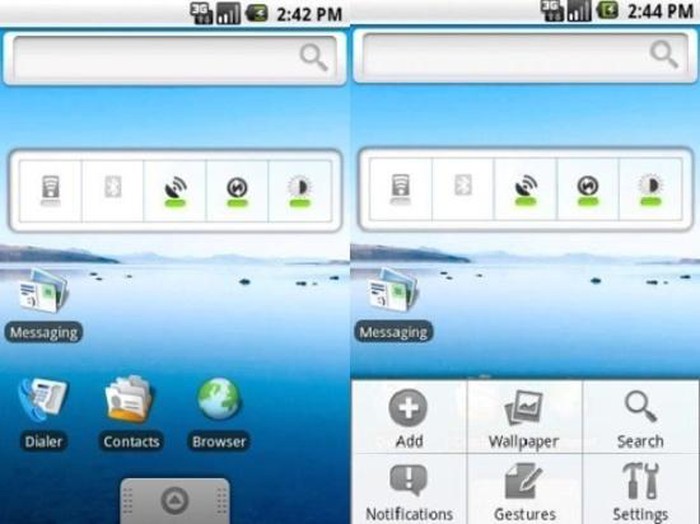 3G 2:42 PM
Messaging
Dialer Contacts Browser
3G 2:44 PM
Messaging
Add Wallpaper Search
Notifications Gestures Settings